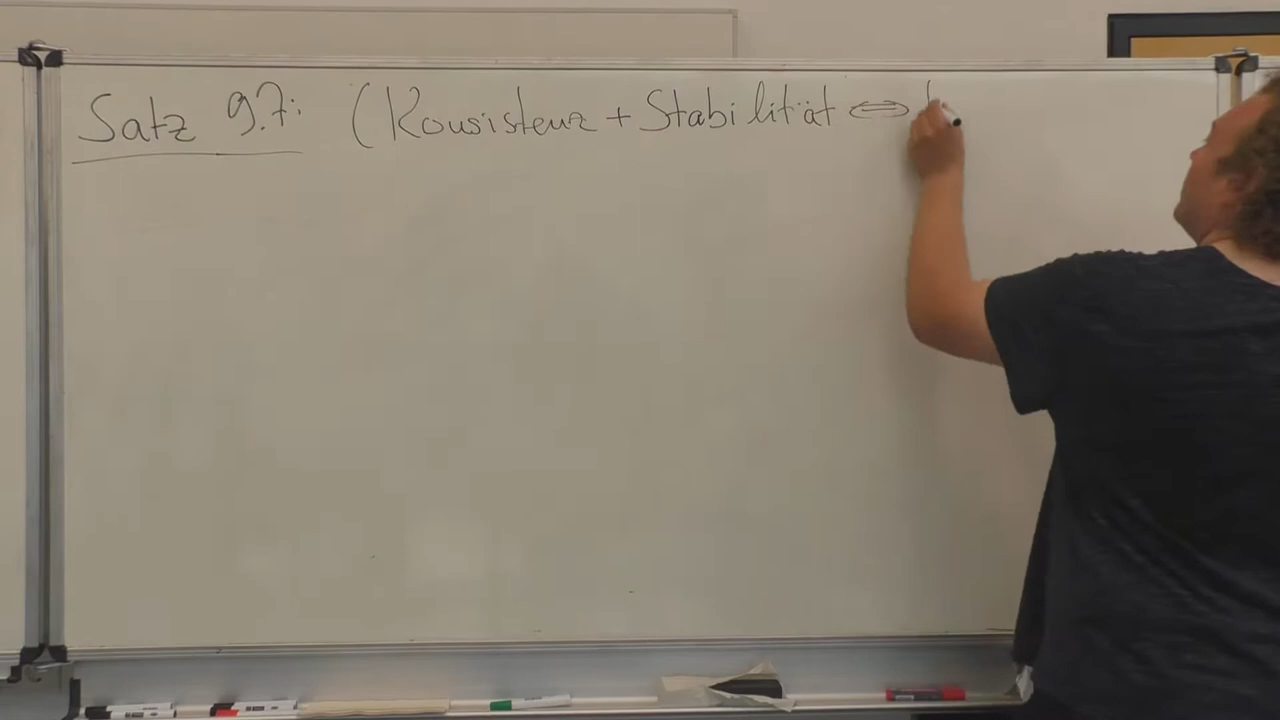 Satz 9.7: (Konsistenz + Stabilität ⇔